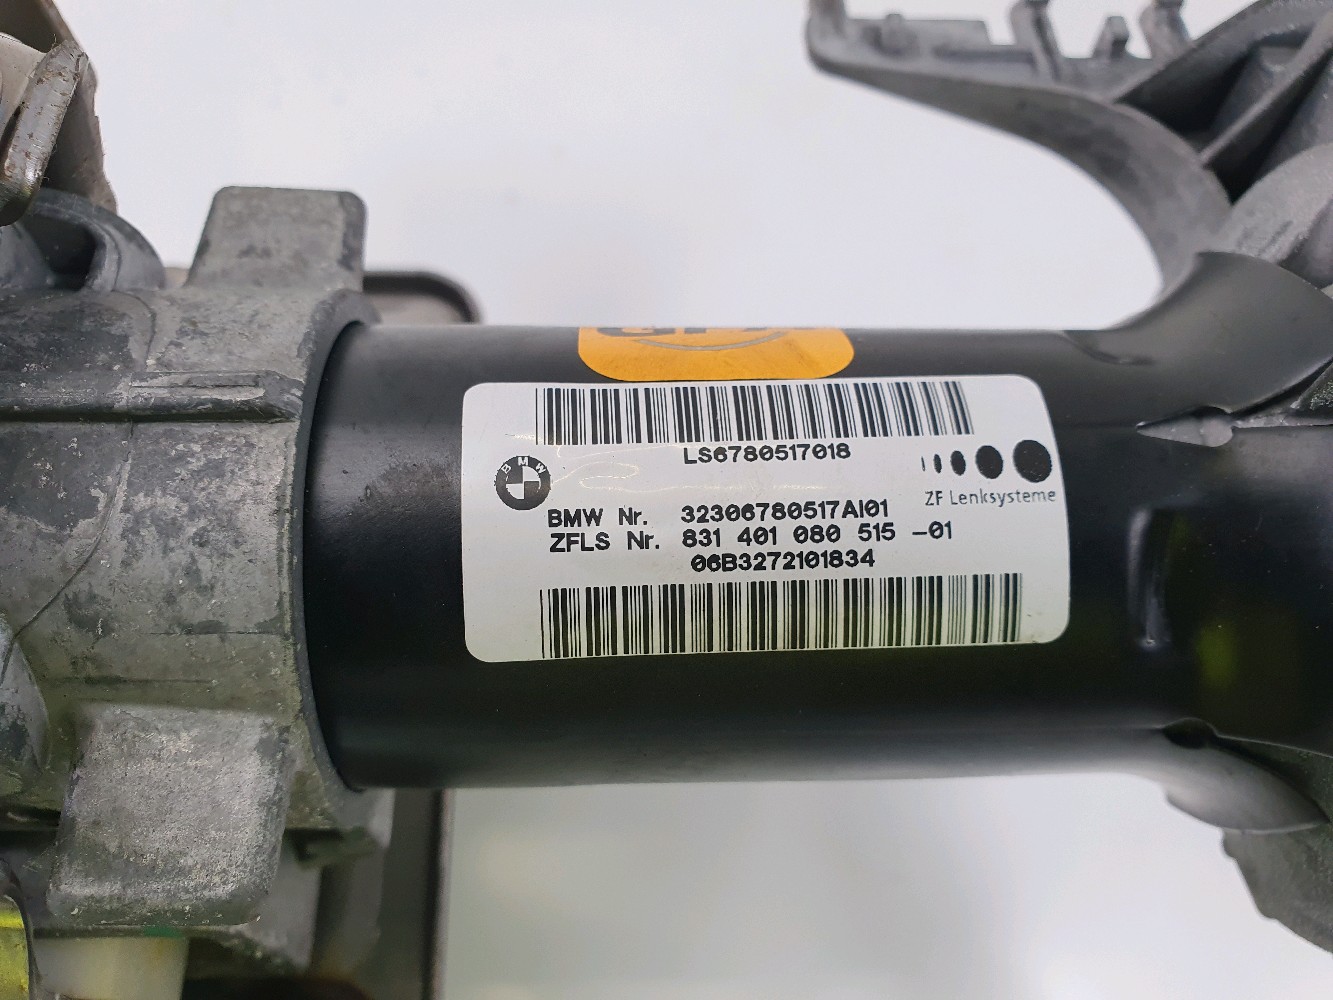 LS6780517018
BMW
ZF Lenksysteme
BMW Nr. 32306780517AI01
ZFLS Nr. 831 401 080 515 -01
06B3272101834